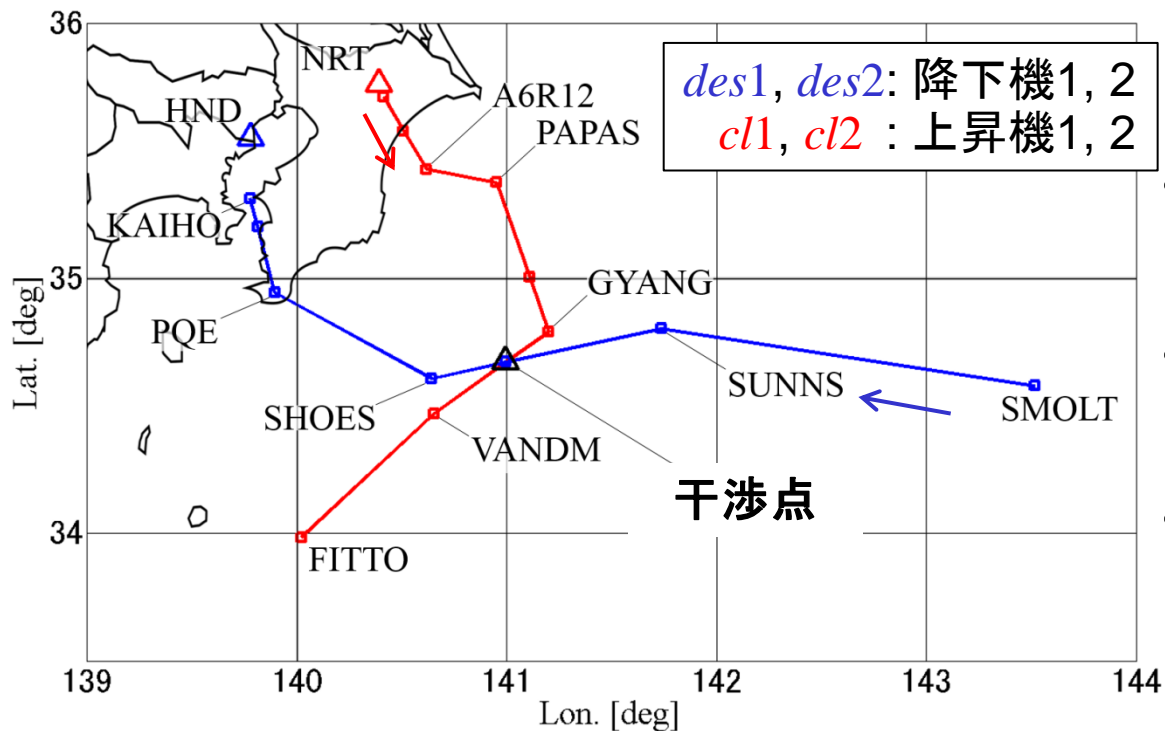 36
NRT
des1, des2: 降下機1, 2
HND
A6R12
cl1, cl2 : 上昇機1, 2
PAPAS
KAIHO
35
GYANG
PQE
Lat. [deg]
SUNNS
SMOLT
SHOES
VANDM
干渉点
34
FITTO
139 140 141 142 143 144
Lon. [deg]